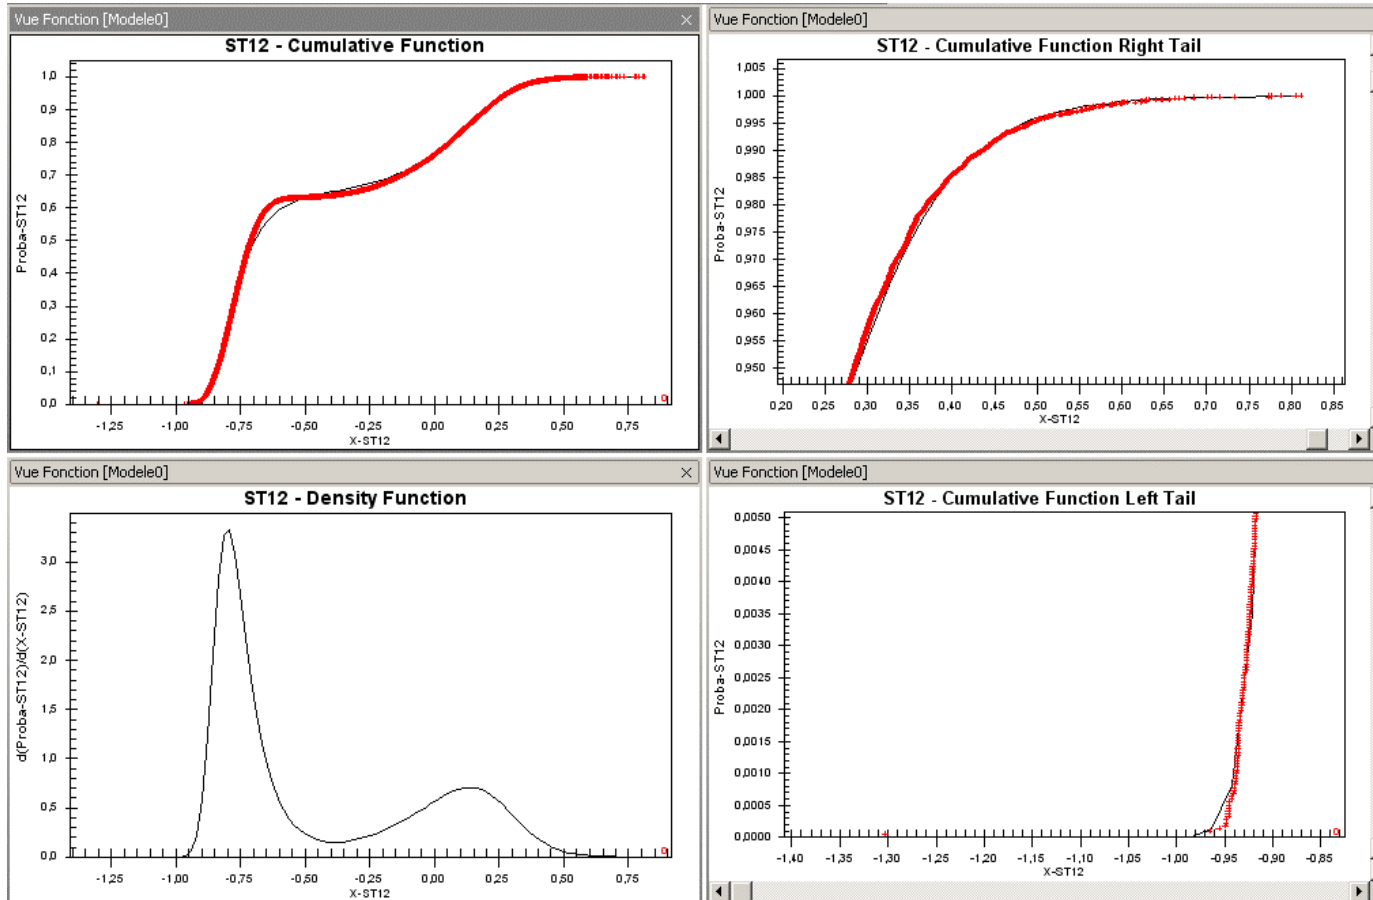 Vue Fonction [Modele0]
ST12 - Cumulative Function
1,0
0,9
0,8
0,7
0,6
0,5
0,4
0,3
0,2
0,1
0,0
Proba-ST12
-1,25 -1,00 -0,75 -0,50 -0,25 0,00 0,25 0,50 0,75
X-ST12
Vue Fonction [Modele0]
ST12 - Cumulative Function Right Tail
1,005
1,000
0,995
0,990
0,985
0,980
0,975
0,970
0,965
0,960
0,955
0,950
Proba-ST12
0,20 0,25 0,30 0,35 0,40 0,45 0,50 0,55 0,60 0,65 0,70 0,75 0,80 0,85
X-ST12
Vue Fonction [Modele0]
ST12 - Density Function
3,0
2,5
2,0
1,5
1,0
0,5
0,0
d(Proba-ST12)/d(X-ST12)
-1,25 -1,00 -0,75 -0,50 -0,25 0,00 0,25 0,50 0,75
X-ST12
Vue Fonction [Modele0]
ST12 - Cumulative Function Left Tail
0,0050
0,0045
0,0040
0,0035
0,0030
0,0025
0,0020
0,0015
0,0010
0,0005
0,0000
Proba-ST12
-1,40 -1,35 -1,30 -1,25 -1,20 -1,15 -1,10 -1,05 -1,00 -0,95 -0,90 -0,85
X-ST12